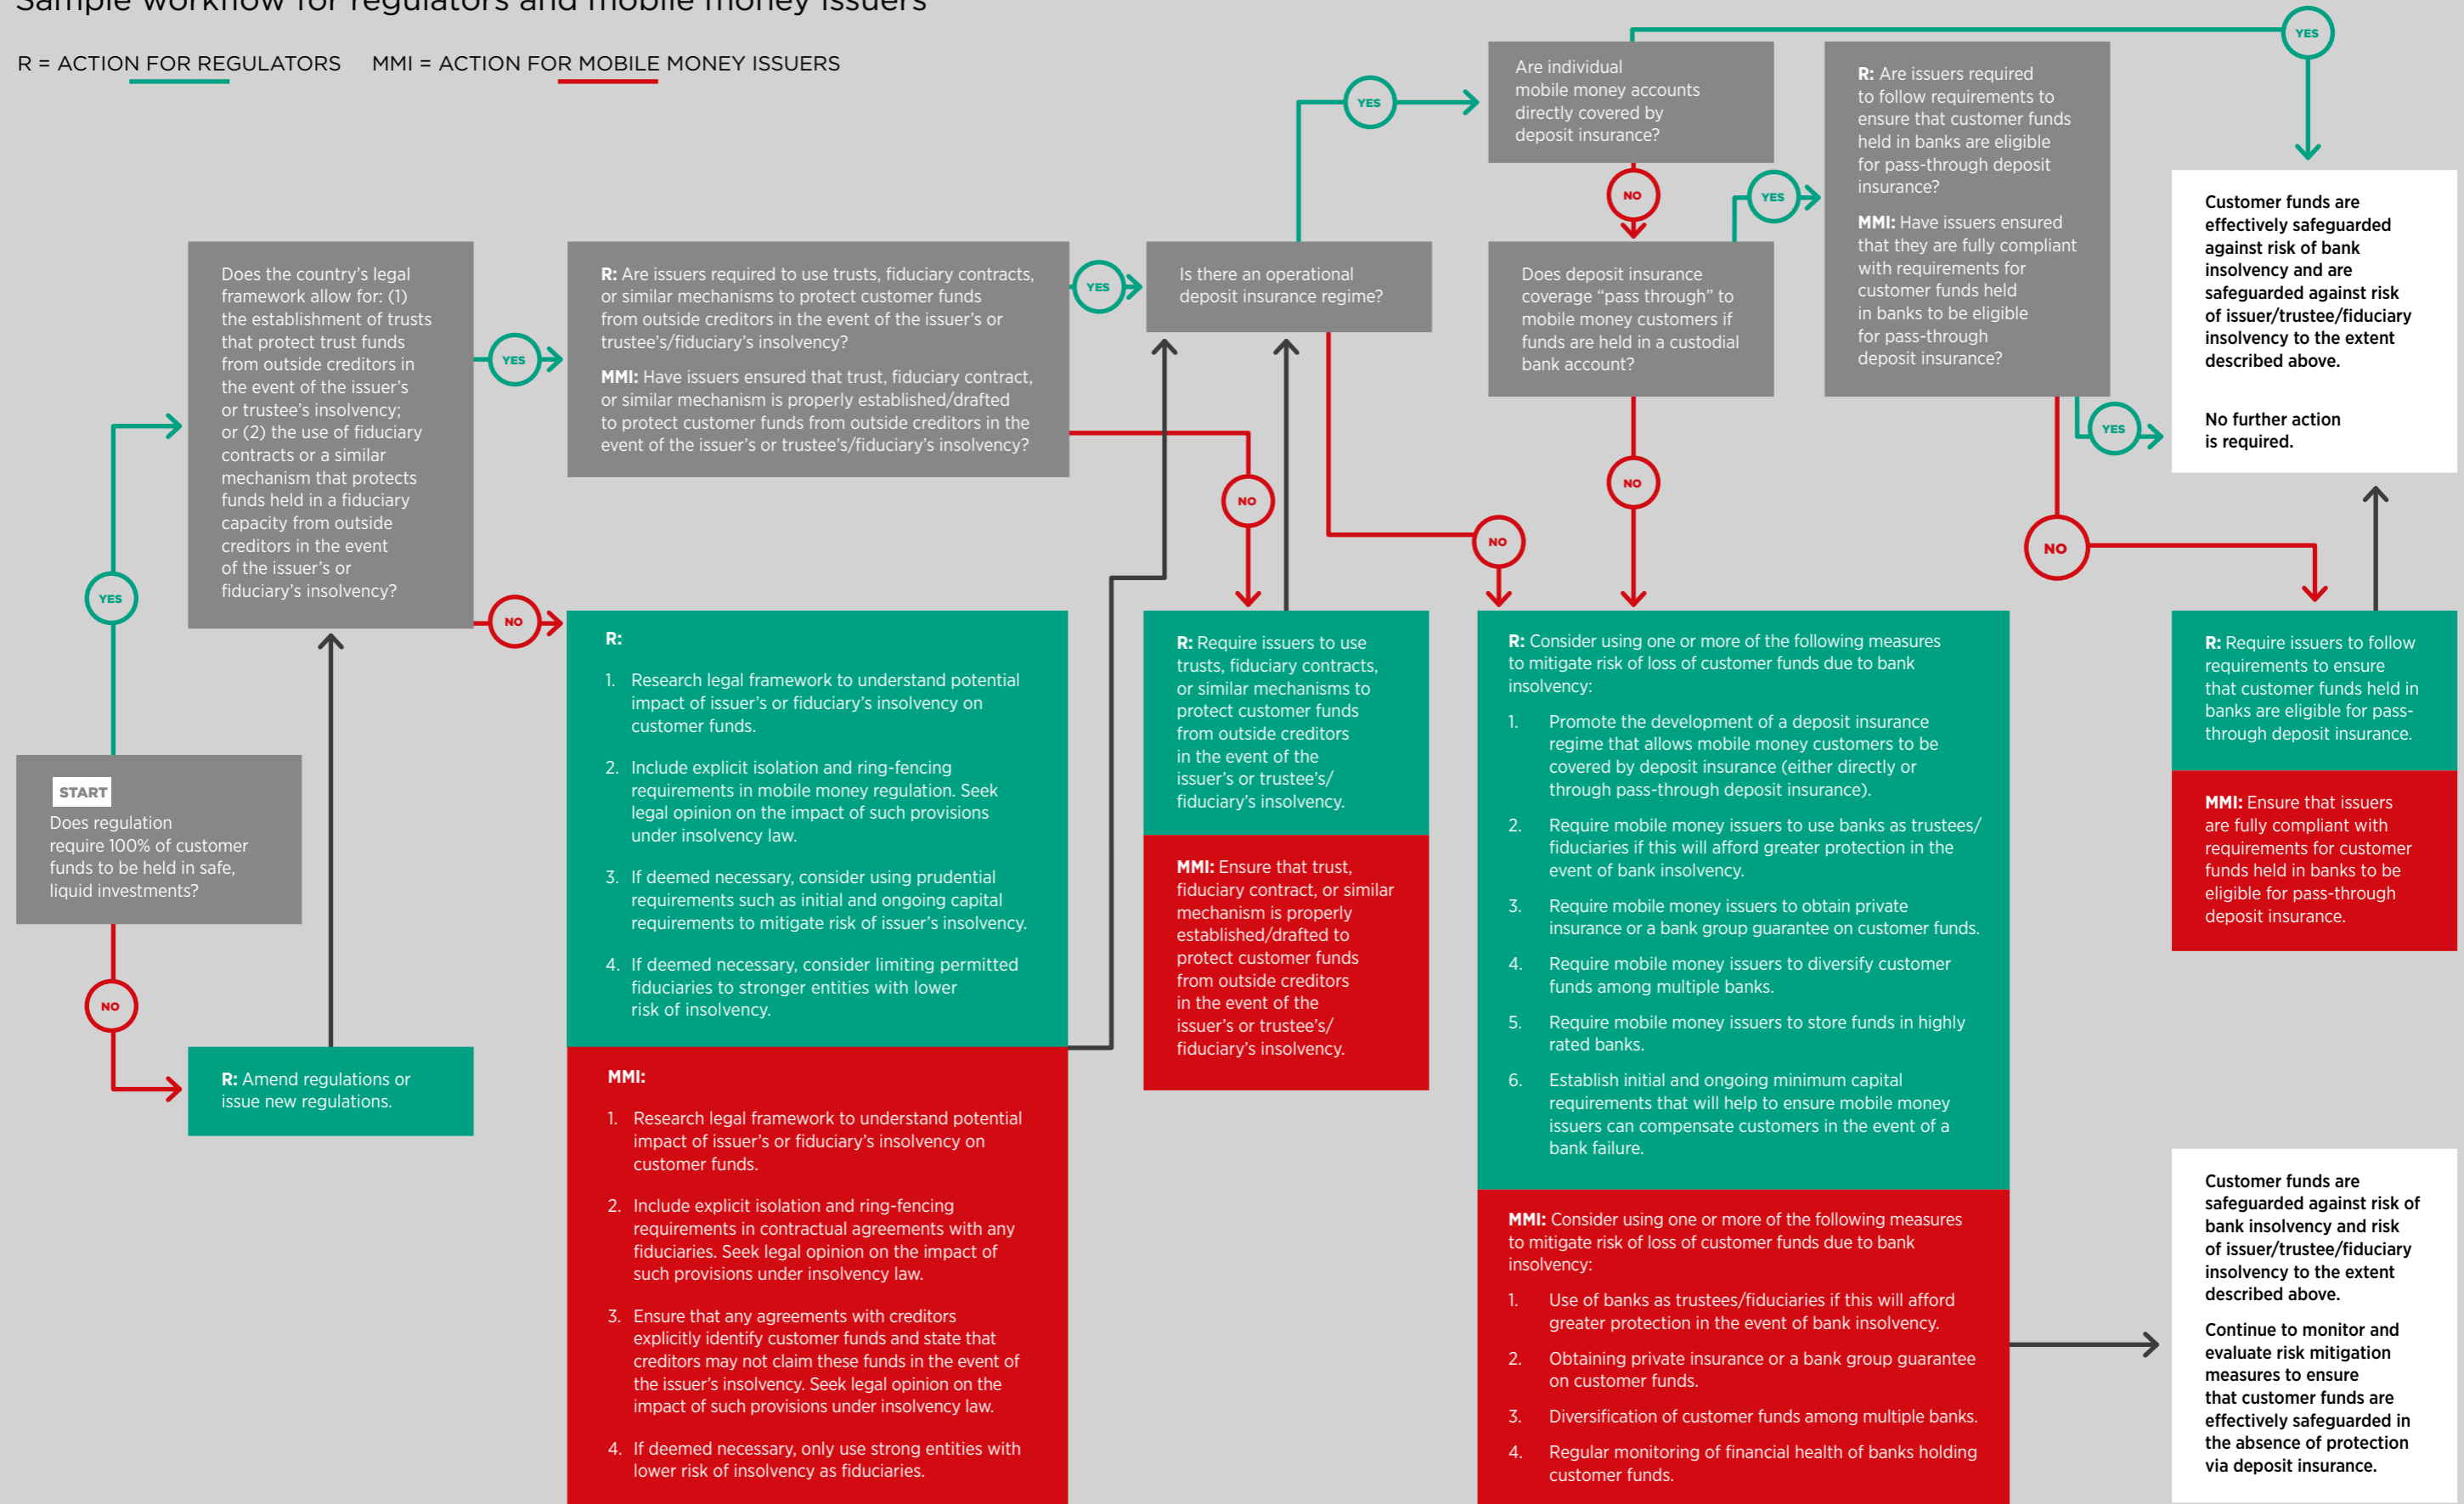 Sample workflow for regulators and mobile money issuers
R = ACTION FOR REGULATORS MMI = ACTION FOR MOBILE MONEY ISSUERS
START
Does regulation
require 100% of customer
funds to be held in safe,
liquid investments?
YES
NO
R: Amend regulations or
issue new regulations.
Does the country's legal
framework allow for: (1)
the establishment of trusts
that protect trust funds
from outside creditors in
the event of the issuer's
or trustee's insolvency;
or (2) the use of fiduciary
contracts or a similar
mechanism that protects
funds held in a fiduciary
capacity from outside
creditors in the event
of the issuer's or
fiduciary's insolvency?
YES
NO
R: Are issuers required to use trusts, fiduciary contracts,
or similar mechanisms to protect customer funds
from outside creditors in the event of the issuer's or
trustee's/fiduciary's insolvency?
MMI: Have issuers ensured that trust, fiduciary contract,
or similar mechanism is properly established/drafted
to protect customer funds from outside creditors in the
event of the issuer's or trustee's/fiduciary's insolvency?
YES
NO
R:
1. Research legal framework to understand potential
impact of issuer's or fiduciary's insolvency on
customer funds.
2. Include explicit isolation and ring-fencing
requirements in mobile money regulation. Seek
legal opinion on the impact of such provisions
under insolvency law.
3. If deemed necessary, consider using prudential
requirements such as initial and ongoing capital
requirements to mitigate risk of issuer's insolvency.
4. If deemed necessary, consider limiting permitted
fiduciaries to stronger entities with lower
risk of insolvency.
MMI:
1. Research legal framework to understand potential
impact of issuer's or fiduciary's insolvency on
customer funds.
2. Include explicit isolation and ring-fencing
requirements in contractual agreements with any
fiduciaries. Seek legal opinion on the impact of
such provisions under insolvency law.
3. Ensure that any agreements with creditors
explicitly identify customer funds and state that
creditors may not claim these funds in the event of
the issuer's insolvency. Seek legal opinion on the
impact of such provisions under insolvency law.
4. If deemed necessary, only use strong entities with
lower risk of insolvency as fiduciaries.
Is there an operational
deposit insurance regime?
YES
NO
R: Require issuers to use
trusts, fiduciary contracts,
or similar mechanisms to
protect customer funds
from outside creditors
in the event of the
issuer's or trustee's/
fiduciary's insolvency.
MMI: Ensure that trust,
fiduciary contract, or similar
mechanism is properly
established/drafted to
protect customer funds
from outside creditors
in the event of the
issuer's or trustee's/
fiduciary's insolvency.
Are individual
mobile money accounts
directly covered by
deposit insurance?
YES
NO
Does deposit insurance
coverage “pass through” to
mobile money customers if
funds are held in a custodial
bank account?
YES
NO
R: Are issuers required
to follow requirements to
ensure that customer funds
held in banks are eligible
for pass-through deposit
insurance?
MMI: Have issuers ensured
that they are fully compliant
with requirements for
customer funds held
in banks to be eligible
for pass-through
deposit insurance?
YES
NO
R: Consider using one or more of the following measures
to mitigate risk of loss of customer funds due to bank
insolvency:
1. Promote the development of a deposit insurance
regime that allows mobile money customers to be
covered by deposit insurance (either directly or
through pass-through deposit insurance).
2. Require mobile money issuers to use banks as trustees/
fiduciaries if this will afford greater protection in the
event of bank insolvency.
3. Require mobile money issuers to obtain private
insurance or a bank group guarantee on customer funds.
4. Require mobile money issuers to diversify customer
funds among multiple banks.
5. Require mobile money issuers to store funds in highly
rated banks.
6. Establish initial and ongoing minimum capital
requirements that will help to ensure mobile money
issuers can compensate customers in the event of a
bank failure.
MMI: Consider using one or more of the following measures
to mitigate risk of loss of customer funds due to bank
insolvency:
1. Use of banks as trustees/fiduciaries if this will afford
greater protection in the event of bank insolvency.
2. Obtaining private insurance or a bank group guarantee
on customer funds.
3. Diversification of customer funds among multiple banks.
4. Regular monitoring of financial health of banks holding
customer funds.
Customer funds are
effectively safeguarded
against risk of bank
insolvency and are
safeguarded against risk
of issuer/trustee/fiduciary
insolvency to the extent
described above.
No further action
is required.
R: Require issuers to follow
requirements to ensure
that customer funds held in
banks are eligible for pass-
through deposit insurance.
MMI: Ensure that issuers
are fully compliant with
requirements for customer
funds held in banks to be
eligible for pass-through
deposit insurance.
Customer funds are
safeguarded against risk of
bank insolvency and risk
of issuer/trustee/fiduciary
insolvency to the extent
described above.
Continue to monitor and
evaluate risk mitigation
measures to ensure
that customer funds are
effectively safeguarded in
the absence of protection
via deposit insurance.